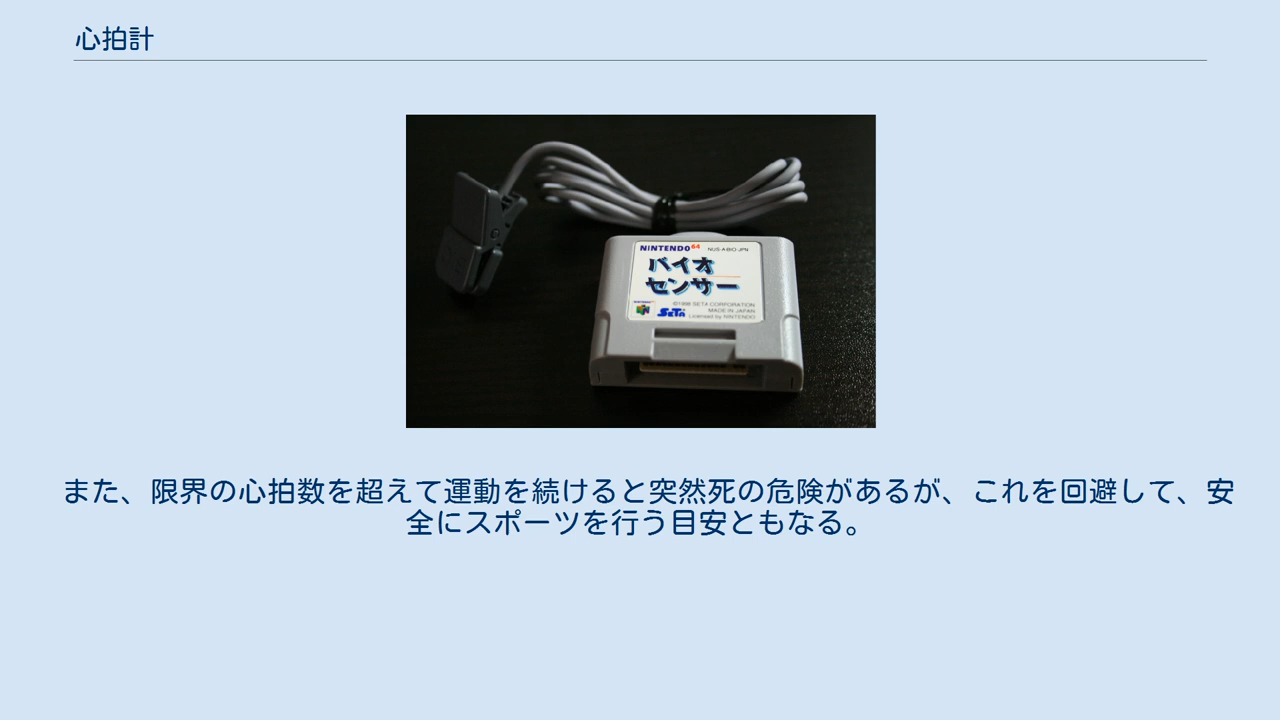 心拍計
NINTENDO64 NUS-A-BIO-JPN
バイオ
センサー
©1998 SETA CORPORATION
MADE IN JAPAN
SETA Licensed by NINTENDO
また、限界の心拍数を超えて運動を続けると突然死の危険があるが、これを回避して、安
全にスポーツを行う目安ともなる。